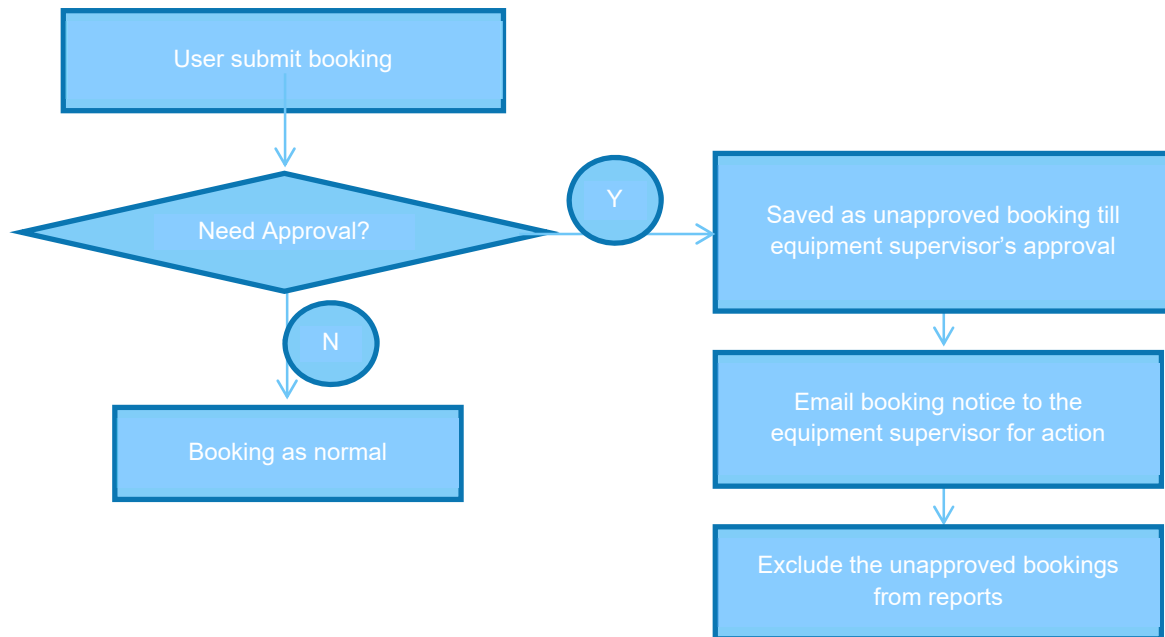 User submit booking
Need Approval?
Y
N
Booking as normal
Saved as unapproved booking till
equipment supervisor’s approval
Email booking notice to the
equipment supervisor for action
Exclude the unapproved bookings
from reports